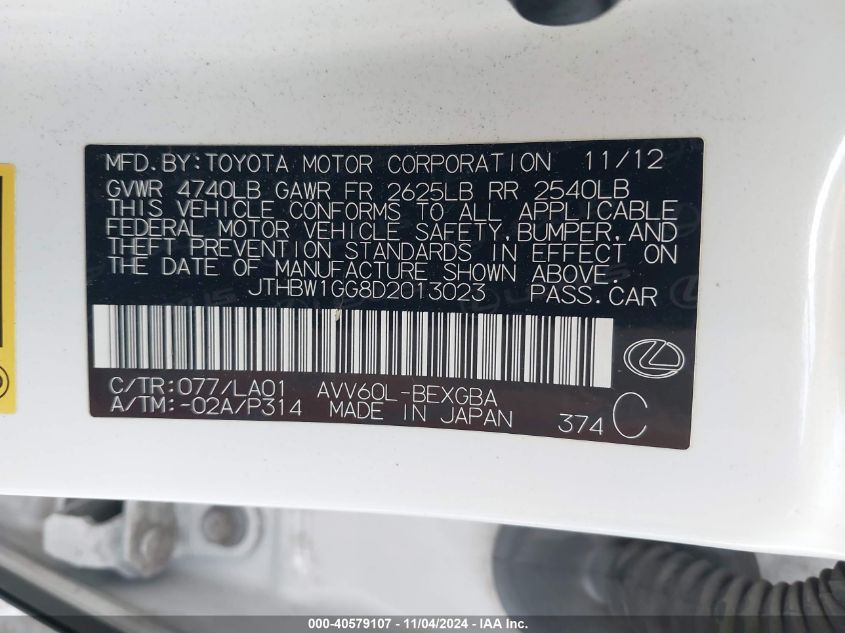 MFD.BY:TOYOTA MOTOR CORPORATION 11/12
GVWR 4740LB GAWR FR 2625LB RR 2540LB
THIS VEHICLE CONFORMS TO ALL APPLICABLE
FEDERAL MOTOR VEHICLE SAFETY, BUMPER, AND
THEFT PREVENTION STANDARDS IN EFFECT ON
THE DATE OF MANUFACTURE SHOWN ABOVE.
JTHBW1GG8D2013023 PASS.CAR
C/TR:077/LA01 AVV60L-BEXGBA
A/TM:-02A/P314 MADE IN JAPAN 374 C
000-40579107 - 11/04/2024 - IAA Inc.